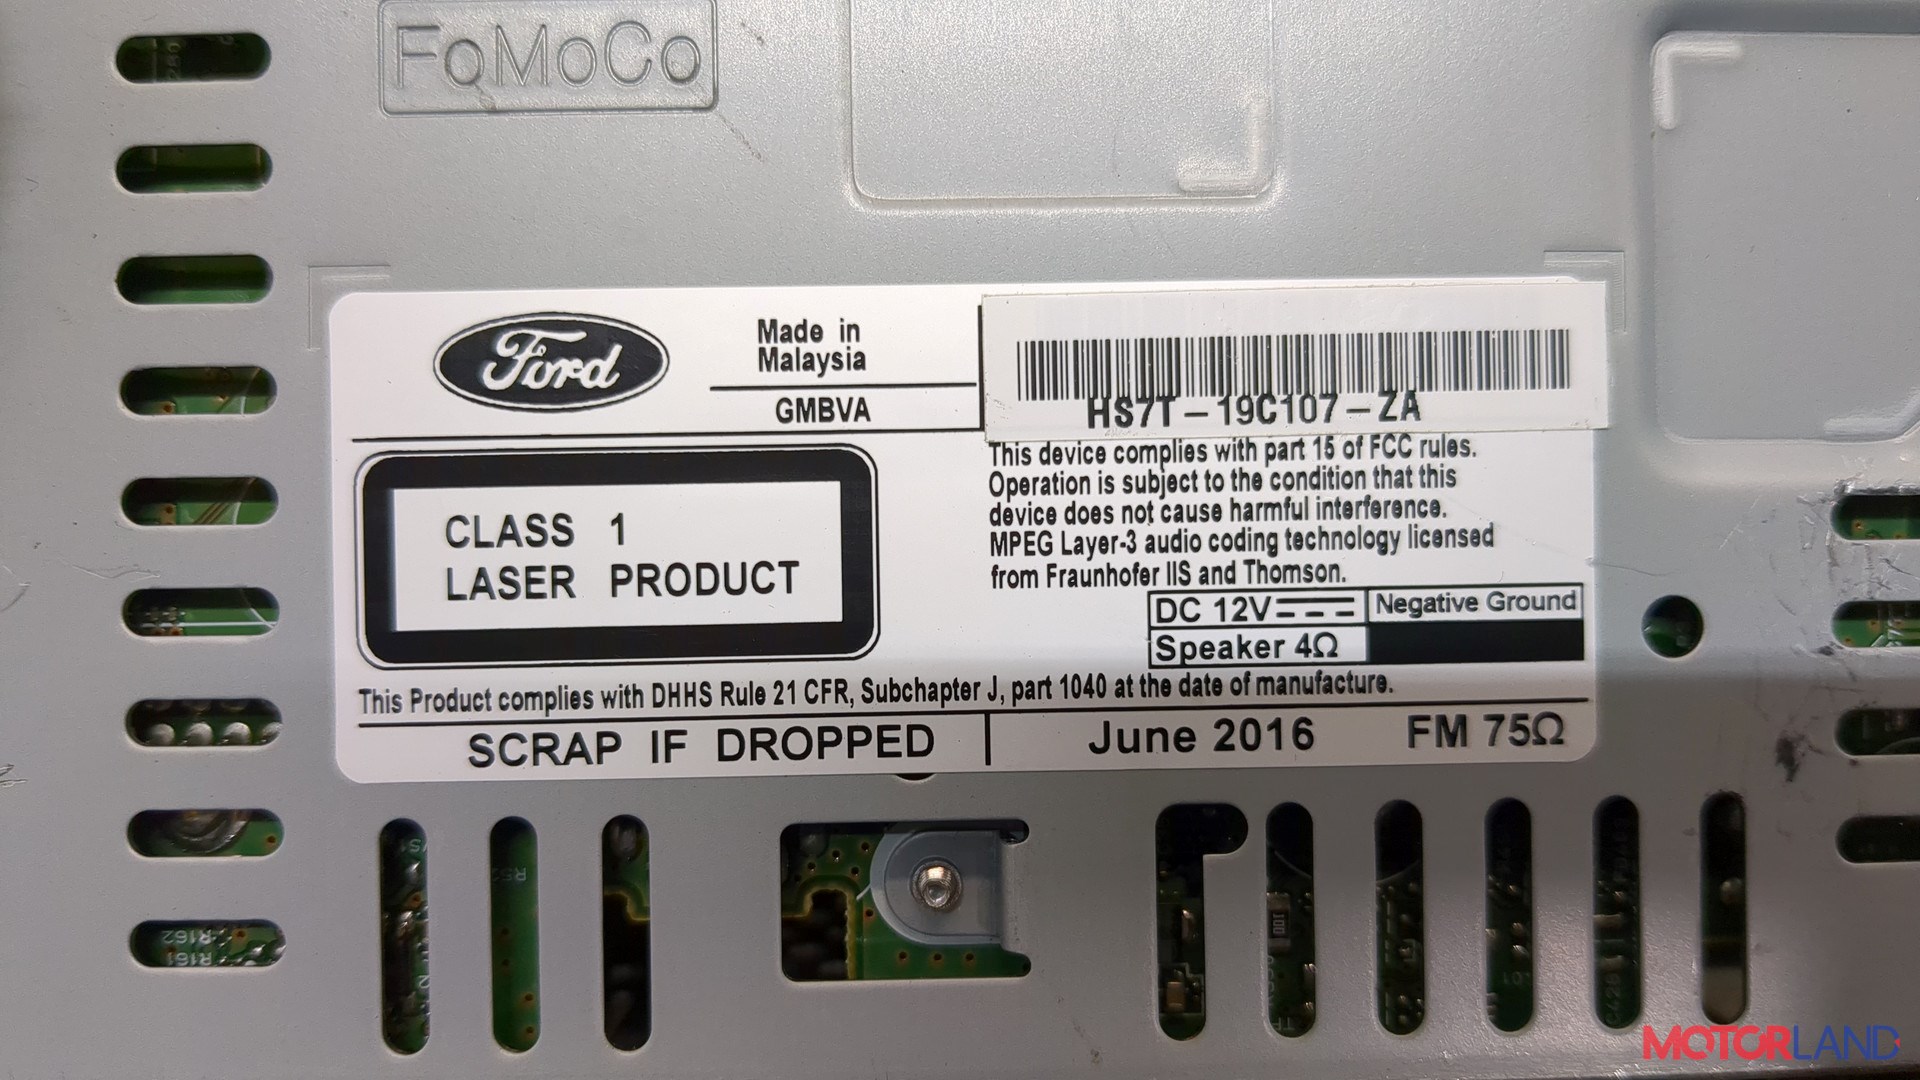 FoMoCo
Ford
Made in
Malaysia
GMBVA
HS7T-19C107-ZA
This device complies with part 15 of FCC rules.
Operation is subject to the condition that this
device does not cause harmful interference.
MPEG Layer-3 audio coding technology licensed
from Fraunhofer IIS and Thomson.
CLASS 1
LASER PRODUCT
DC 12V
Negative Ground
Speaker 4Ω
This Product complies with DHHS Rule 21 CFR, Subchapter J, part 1040 at the date of manufacture.
SCRAP IF DROPPED
June 2016
FM 75Ω
R162
R161
MOTORLAND